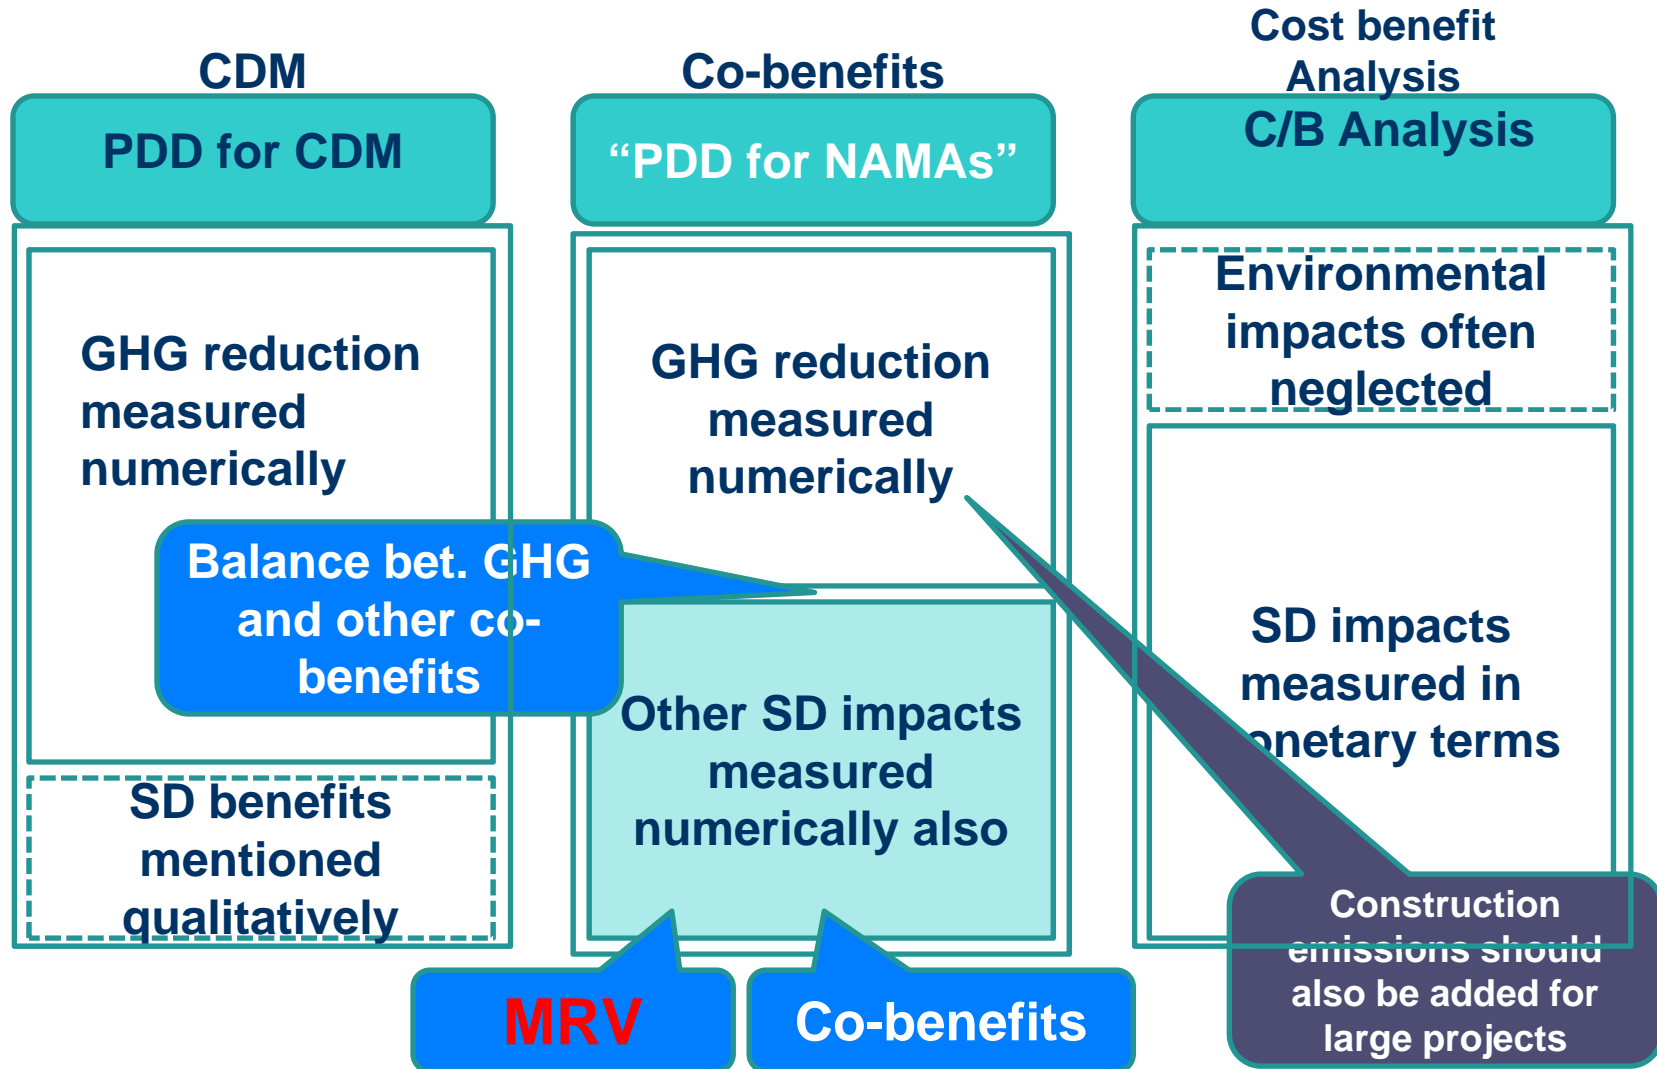 CDM
PDD for CDM
GHG reduction
measured
numerically
SD benefits
mentioned
qualitatively
Balance bet. GHG
and other co-
benefits
Co-benefits
“PDD for NAMAs”
GHG reduction
measured
numerically
Other SD impacts
measured
numerically also
MRV
Co-benefits
Cost benefit
Analysis
C/B Analysis
Environmental
impacts often
neglected
SD impacts
measured in
onetary terms
Construction
emissions should
also be added for
large projects